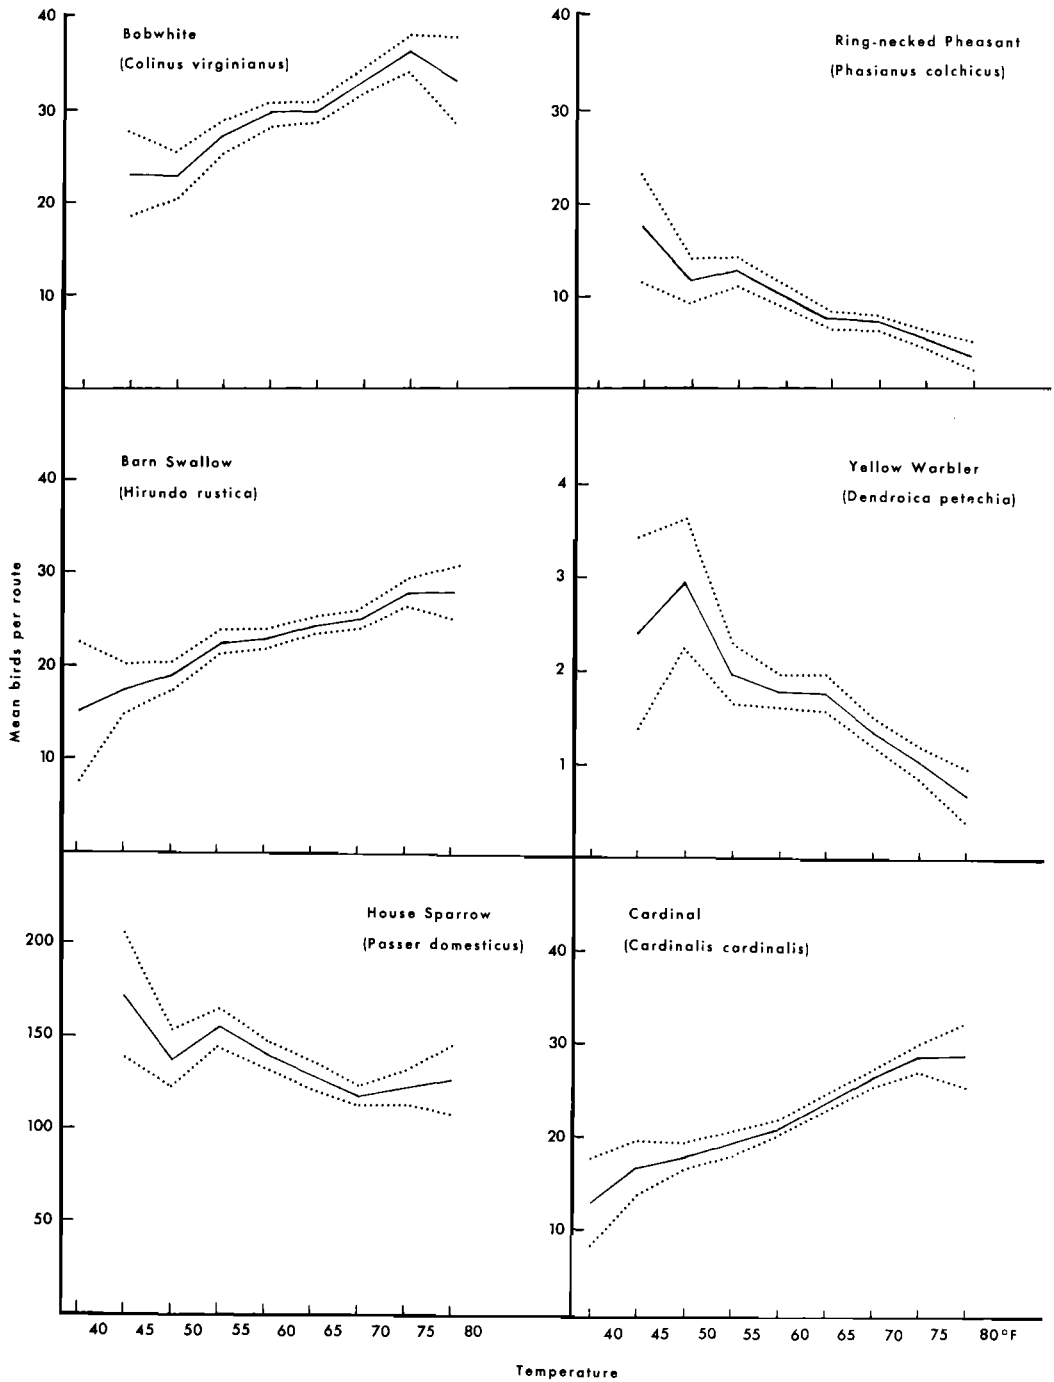 40
30
20
10
Bobwhite
(Colinus virginianus)
40
30
20
10
Ring-necked Pheasant
(Phasianus colchicus)
Mean birds per route
40
30
20
10
Barn Swallow
(Hirundo rustica)
4
3
2
1
Yellow Warbler
(Dendroica petechia)
200
150
100
50
House Sparrow
(Passer domesticus)
40
30
20
10
Cardinal
(Cardinalis cardinalis)
40 45 50 55 60 65 70 75 80
40 45 50 55 60 65 70 75 80°F
Temperature